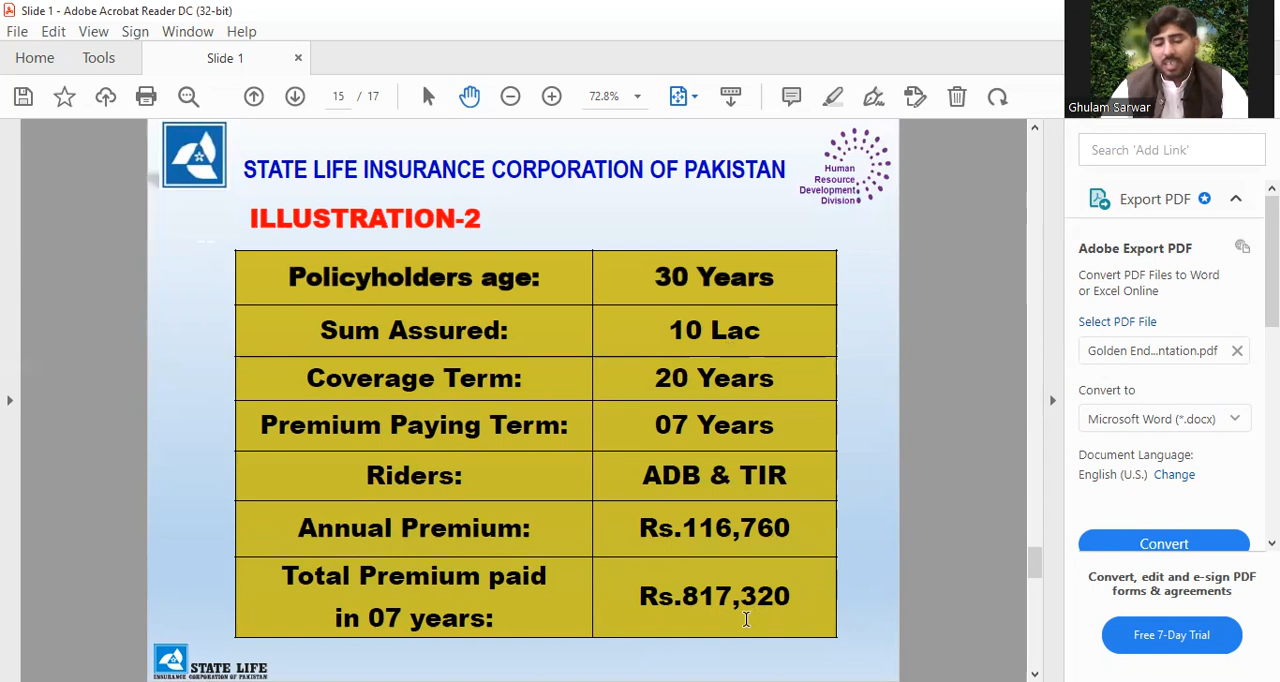 Slide 1 - Adobe Acrobat Reader DC (32-bit)
File Edit View Sign Window Help
Home Tools Slide 1 ×
15 / 17 72.8%
Ghulam Sarwar
STATE LIFE INSURANCE CORPORATION OF PAKISTAN
Human
Resource
Development
Division
ILLUSTRATION-2
Policyholders age: 30 Years
Sum Assured: 10 Lac
Coverage Term: 20 Years
Premium Paying Term: 07 Years
Riders: ADB & TIR
Annual Premium: Rs.116,760
Total Premium paid
in 07 years: Rs.817,320
STATE LIFE
INSURANCE CORPORATION OF PAKISTAN
Search 'Add Link'
Export PDF
Adobe Export PDF
Convert PDF Files to Word
or Excel Online
Select PDF File
Golden End...ntation.pdf
Convert to
Microsoft Word (*.docx)
Document Language:
English (U.S.) Change
Convert
Convert, edit and e-sign PDF
forms & agreements
Free 7-Day Trial